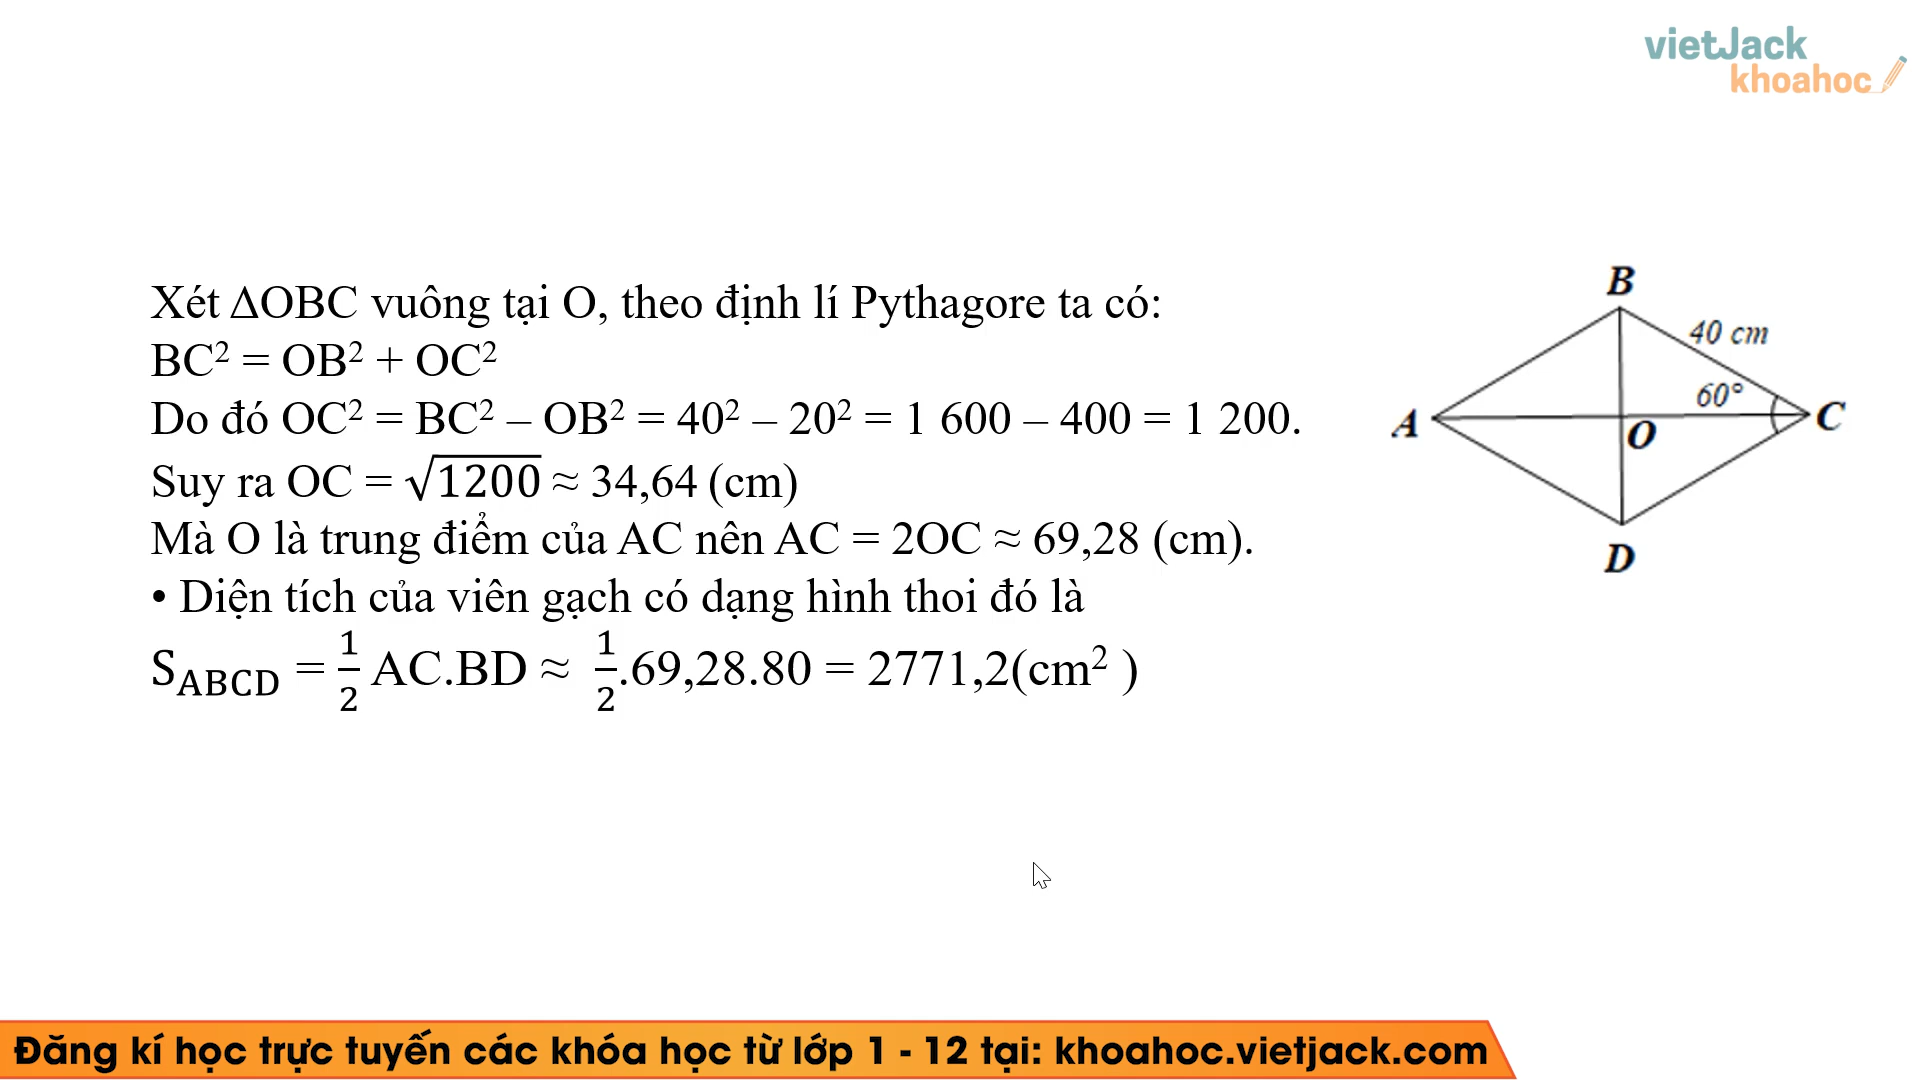 vietJack
khoahoc
Xét ΔOBC vuông tại O, theo định lí Pythagore ta có:
BC² = OB² + OC²
Do đó OC² = BC² – OB² = 40² – 20² = 1 600 – 400 = 1 200.
Suy ra OC = √1200 ≈ 34,64 (cm)
Mà O là trung điểm của AC nên AC = 2OC ≈ 69,28 (cm).
• Diện tích của viên gạch có dạng hình thoi đó là
S_ABCD = 1/2 AC.BD ≈ 1/2.69,28.80 = 2771,2(cm² )
B
40 cm
60°
A
O
C
D
Đăng kí học trực tuyến các khóa học từ lớp 1 - 12 tại: khoahoc.vietjack.com